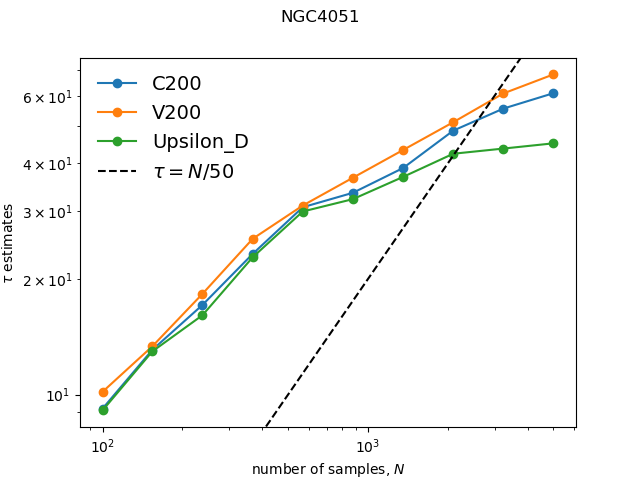 NGC4051
C200
V200
Upsilon_D
τ = N/50
6 × 10¹
4 × 10¹
3 × 10¹
2 × 10¹
10¹
τ estimates
10² 10³
number of samples, N